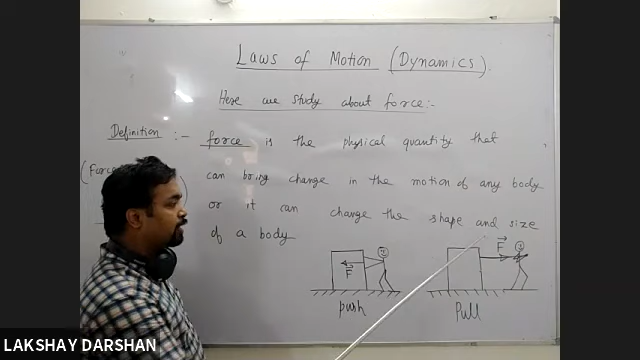 Laws of Motion (Dynamics).
Here we study about force:-
Definition :- force is the physical quantity that
(Force
can bring change in the motion of any body
or it can change the shape and size
of a body
F
F
push
Pull
LAKSHAY DARSHAN